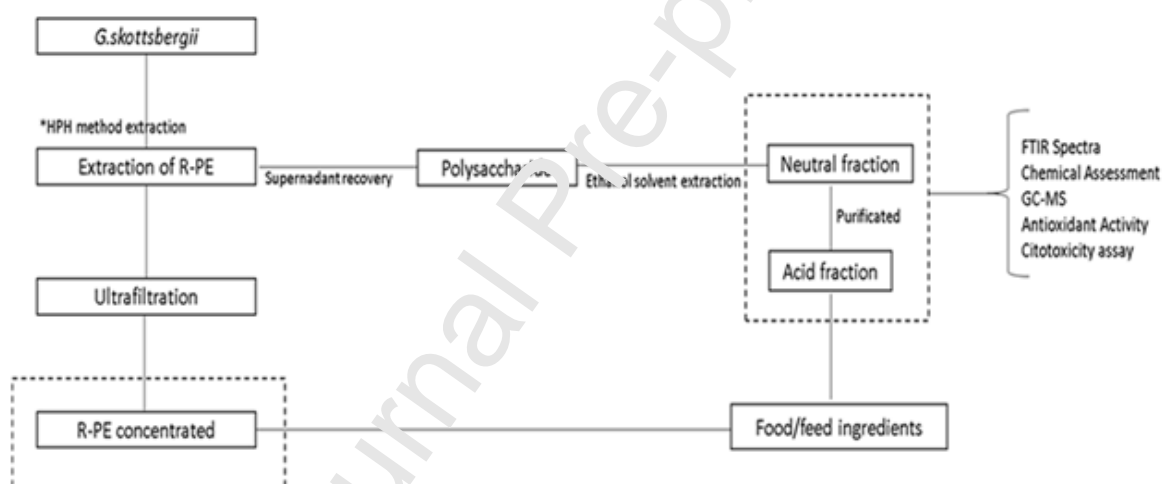 G.skottsbergii
*HPH method extraction
Extraction of R-PE
Supernadant recovery
Ethanol solvent extraction
Neutral fraction
Purificated
Acid fraction
FTIR Spectra
Chemical Assessment
GC-MS
Antioxidant Activity
Citotoxicity assay
Ultrafiltration
R-PE concentrated
Food/feed ingredients